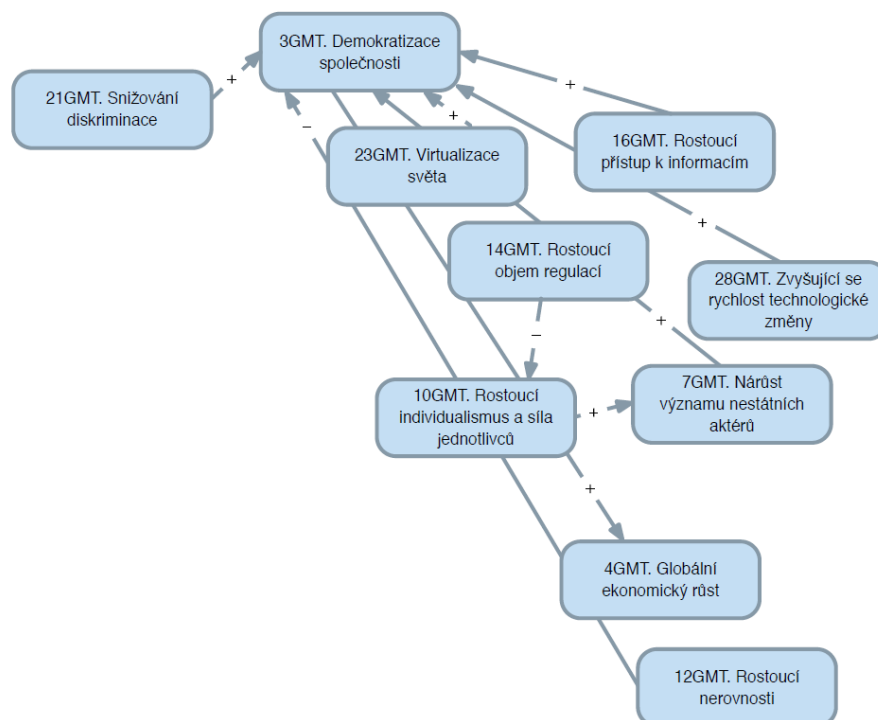 3GMT. Demokratizace
společnosti
+
21GMT. Snižování
diskriminace
+
−
+
16GMT. Rostoucí
přístup k informacím
23GMT. Virtualizace
světa
+
14GMT. Rostoucí
objem regulací
28GMT. Zvyšující se
rychlost technologické
změny
−
+
7GMT. Nárůst
významu nestátních
aktérů
10GMT. Rostoucí
individualismus a síla
jednotlivců
+
+
4GMT. Globální
ekonomický růst
12GMT. Rostoucí
nerovnosti